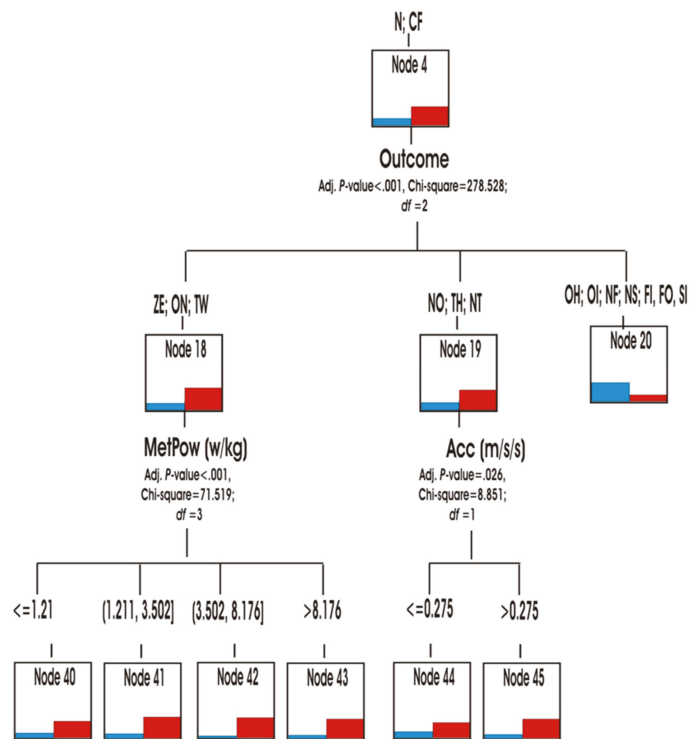 N; CF
Node 4
Outcome
Adj. P-value<.001, Chi-square=278.528;
df =2
ZE; ON; TW
NO; TH; NT
OH; OI; NF; NS; FI, FO, SI
Node 18
Node 19
Node 20
MetPow (w/kg)
Adj. P-value<.001,
Chi-square=71.519;
df =3
Acc (m/s/s)
Adj. P-value=.026,
Chi-square=8.851;
df =1
<=1.21
(1.211, 3.502]
(3.502, 8.176]
>8.176
<=0.275
>0.275
Node 40
Node 41
Node 42
Node 43
Node 44
Node 45